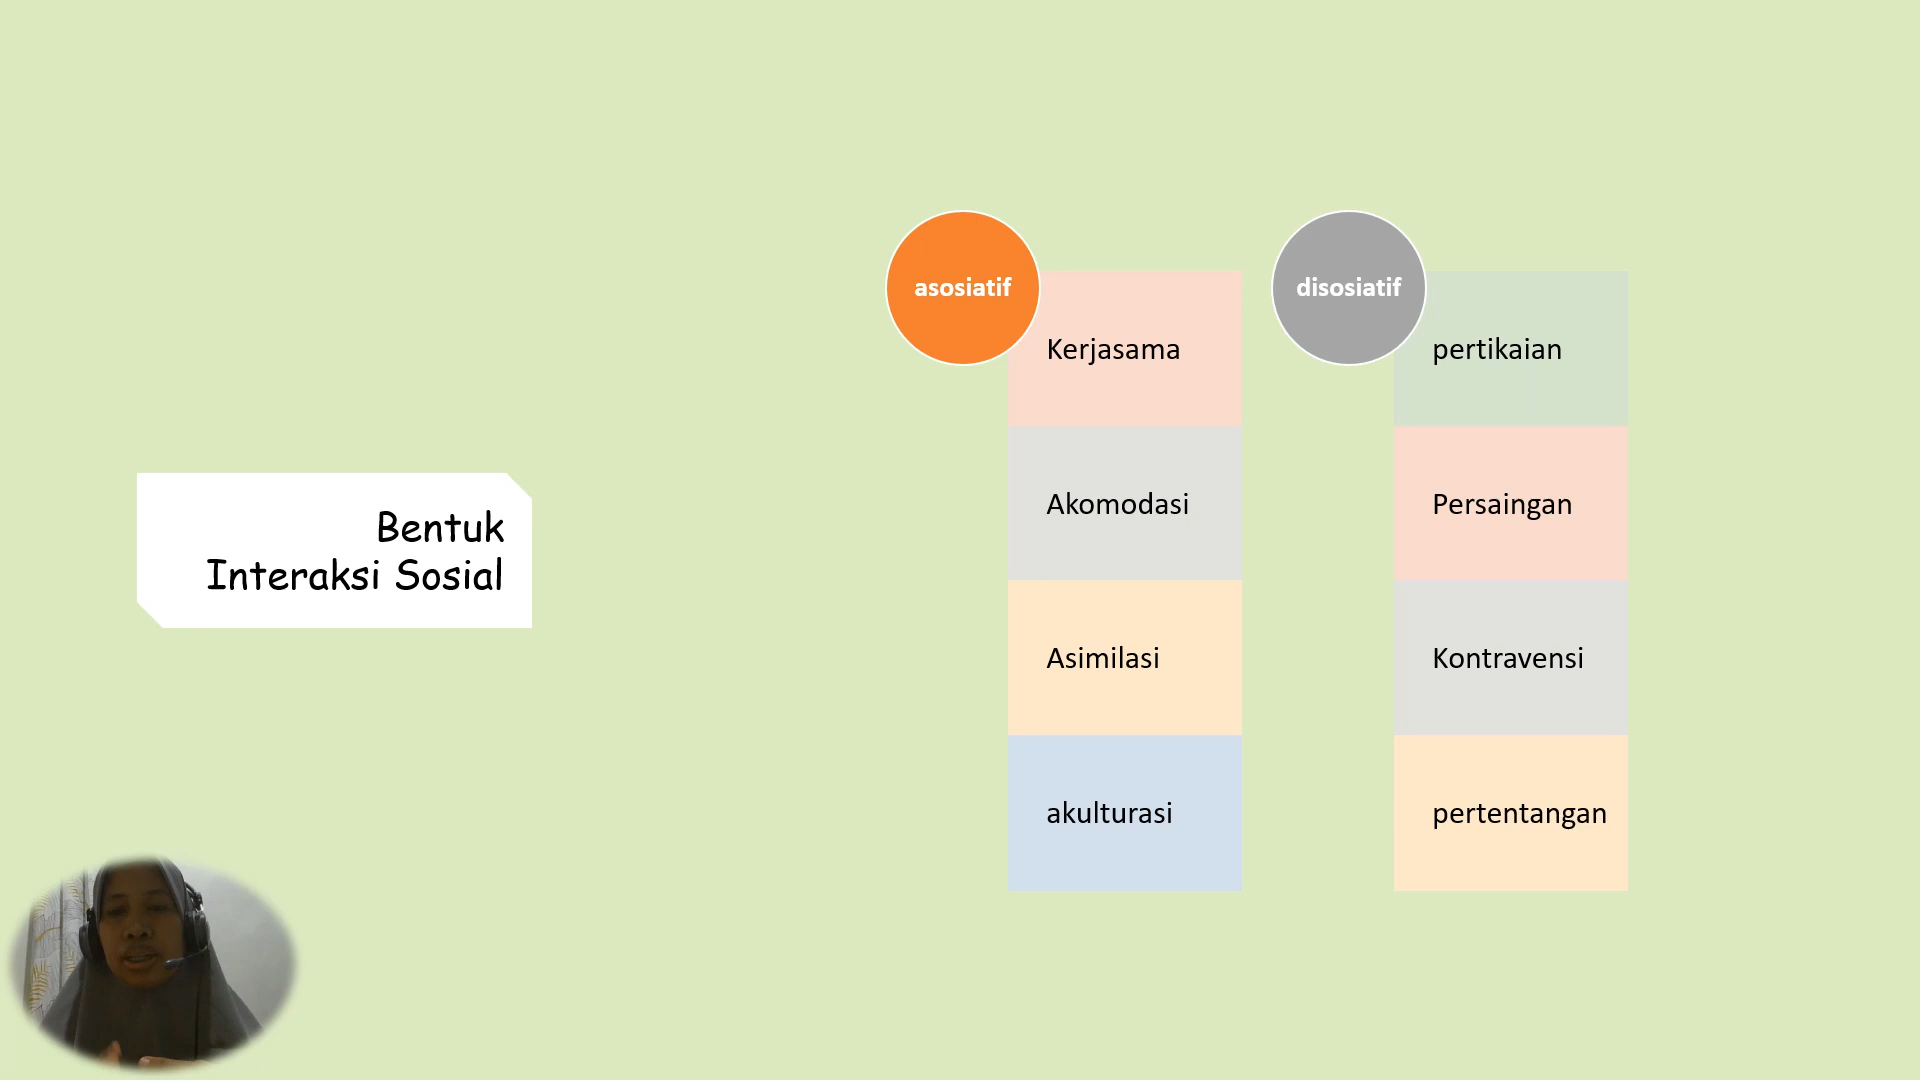 Bentuk
Interaksi Sosial
asosiatif
Kerjasama
Akomodasi
Asimilasi
akulturasi
disosiatif
pertikaian
Persaingan
Kontravensi
pertentangan